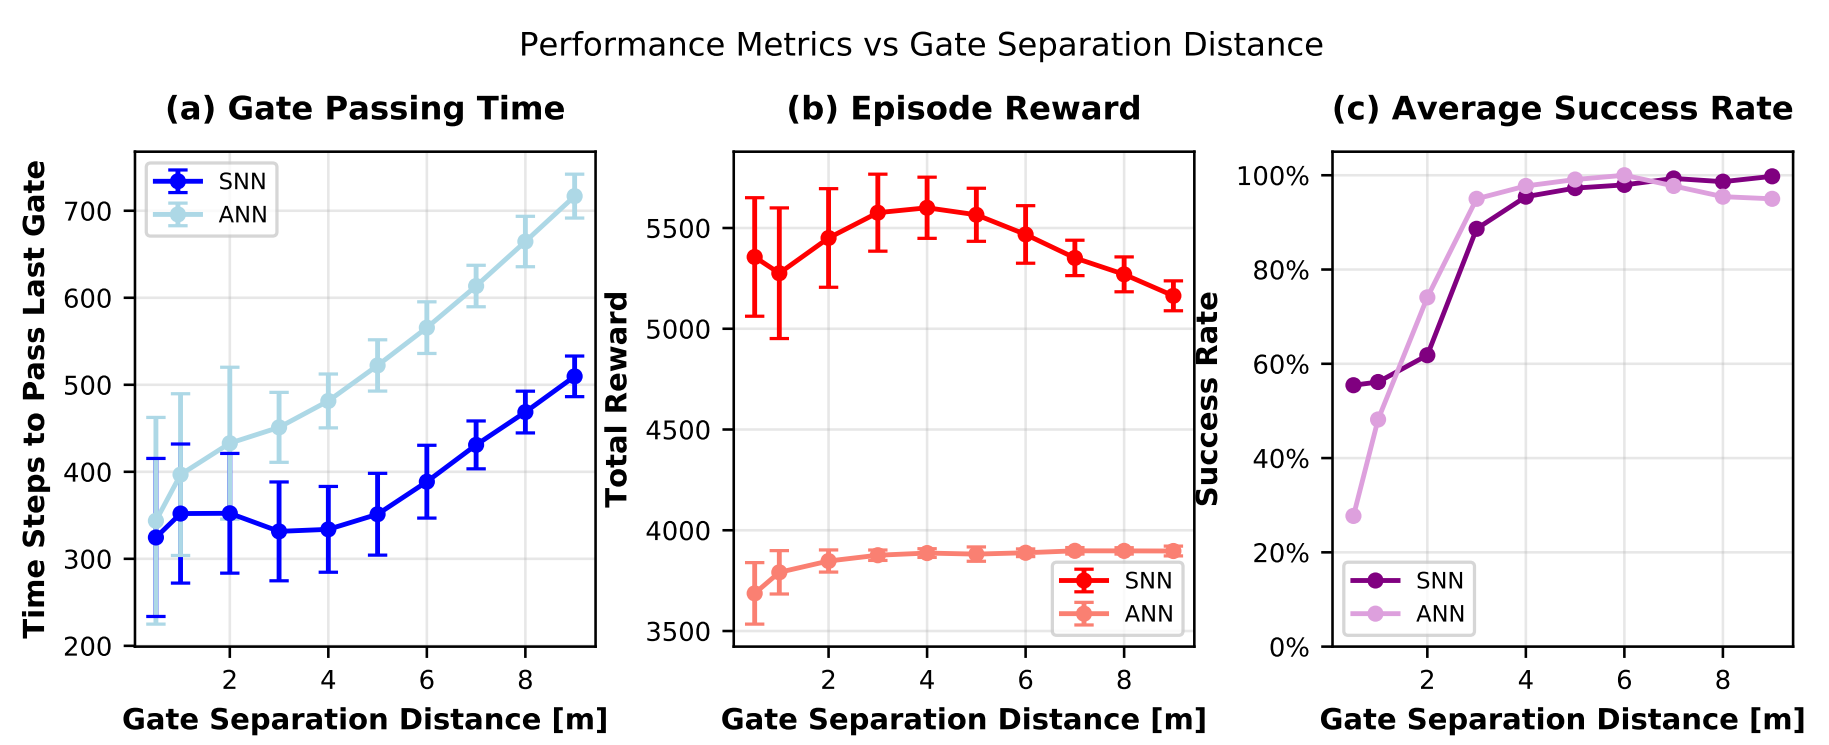 Performance Metrics vs Gate Separation Distance
(a) Gate Passing Time
Time Steps to Pass Last Gate
700
600
500
400
300
200
SNN
ANN
2 4 6 8
Gate Separation Distance [m]
(b) Episode Reward
Total Reward
5500
5000
4500
4000
3500
SNN
ANN
2 4 6 8
Gate Separation Distance [m]
(c) Average Success Rate
Success Rate
100%
80%
60%
40%
20%
0%
SNN
ANN
2 4 6 8
Gate Separation Distance [m]